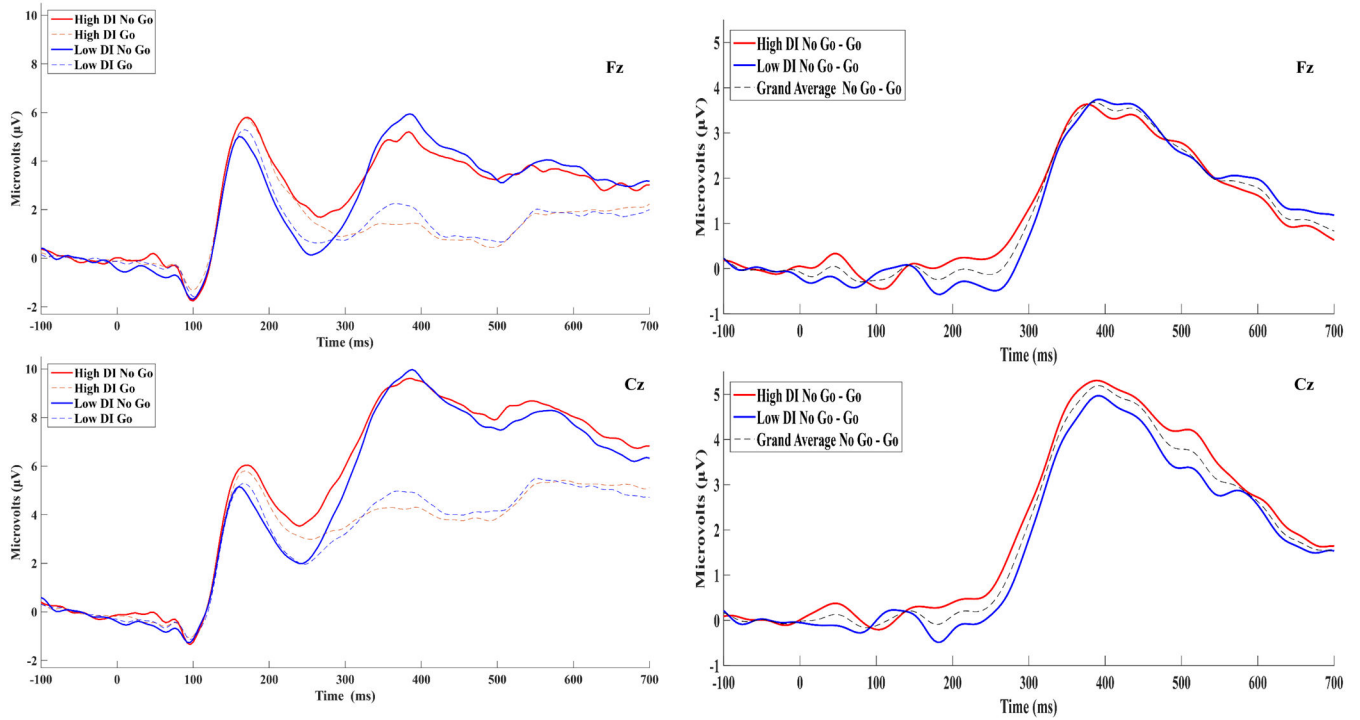 10
8
6
4
2
0
-2
Microvolts (µV)
High DI No Go
High DI Go
Low DI No Go
Low DI Go
Fz
-100 0 100 200 300 400 500 600 700
Time (ms)
5
4
3
2
1
0
-1
Microvolts (µV)
High DI No Go - Go
Low DI No Go - Go
Grand Average No Go - Go
Fz
-100 0 100 200 300 400 500 600 700
Time (ms)
10
8
6
4
2
0
-2
Microvolts (µV)
High DI No Go
High DI Go
Low DI No Go
Low DI Go
Cz
-100 0 100 200 300 400 500 600 700
Time (ms)
5
4
3
2
1
0
-1
Microvolts (µV)
High DI No Go - Go
Low DI No Go - Go
Grand Average No Go - Go
Cz
-100 0 100 200 300 400 500 600 700
Time (ms)